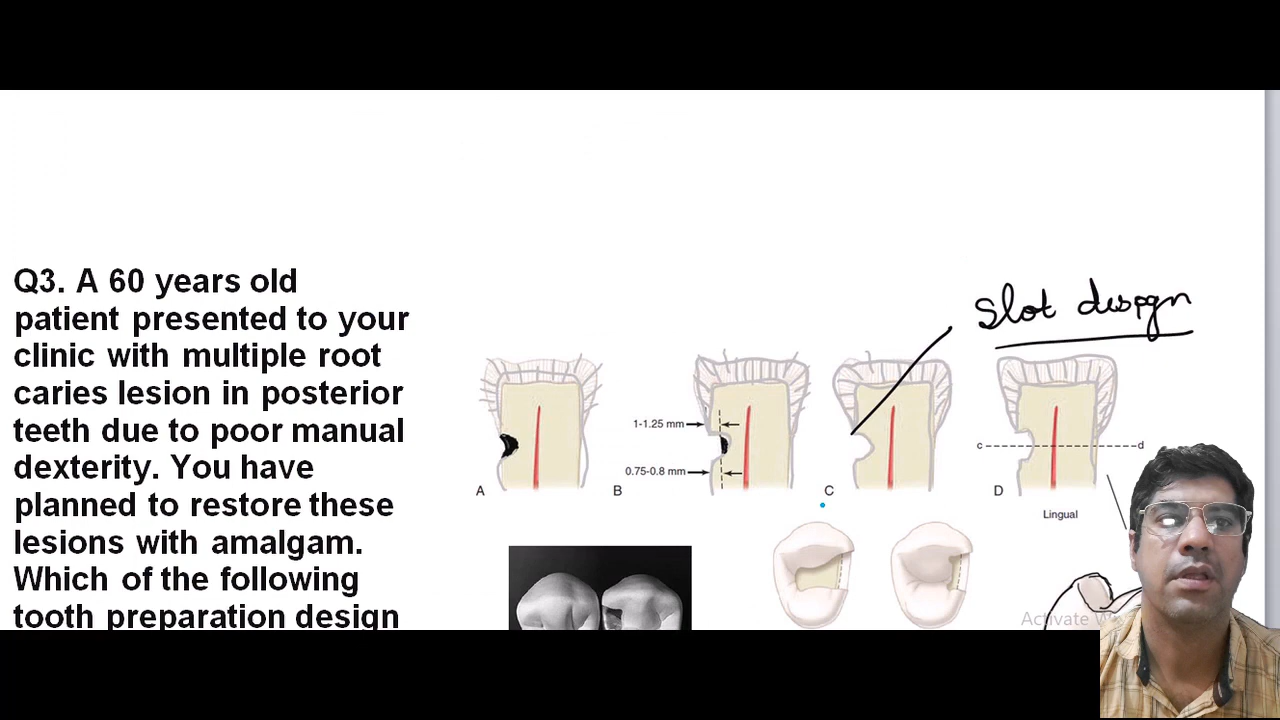 Q3. A 60 years old
patient presented to your
clinic with multiple root
caries lesion in posterior
teeth due to poor manual
dexterity. You have
planned to restore these
lesions with amalgam.
Which of the following
tooth preparation design
Slot design
1-1.25 mm
0.75-0.8 mm
c
d
A
B
C
D
Lingual
Activate W